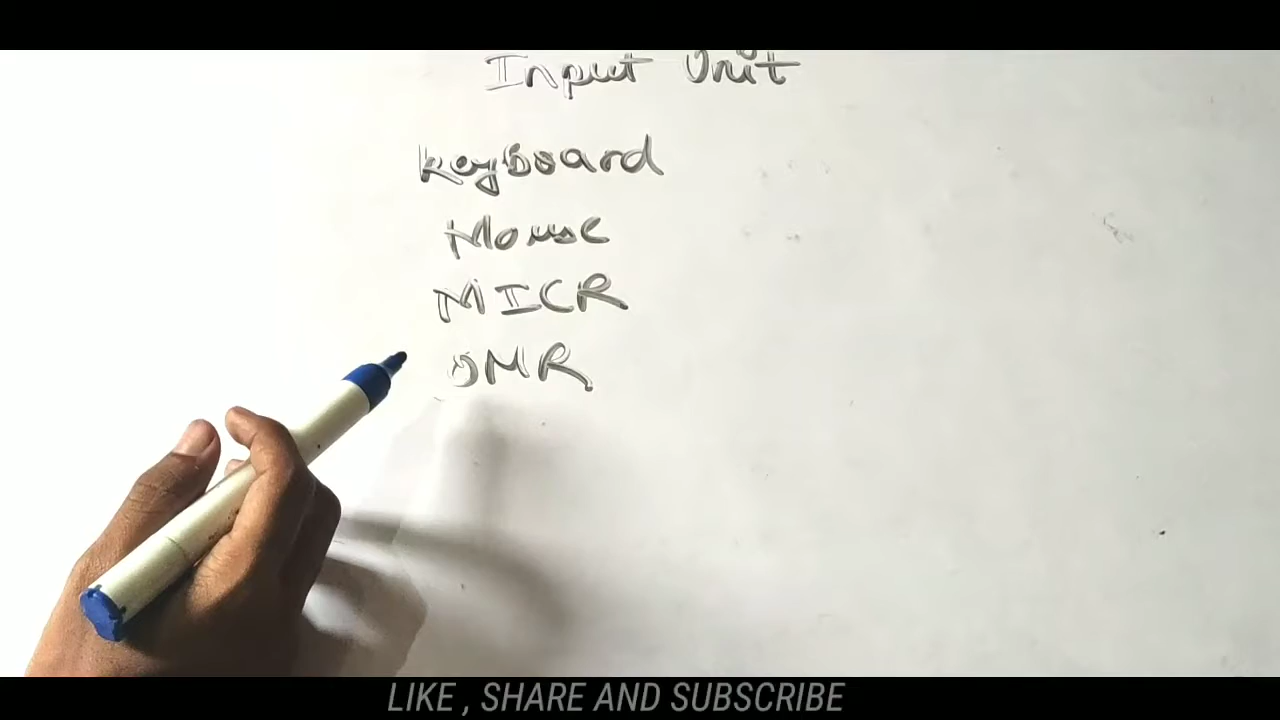 Input Unit
Keyboard
Mouse
MICR
OMR
LIKE , SHARE AND SUBSCRIBE